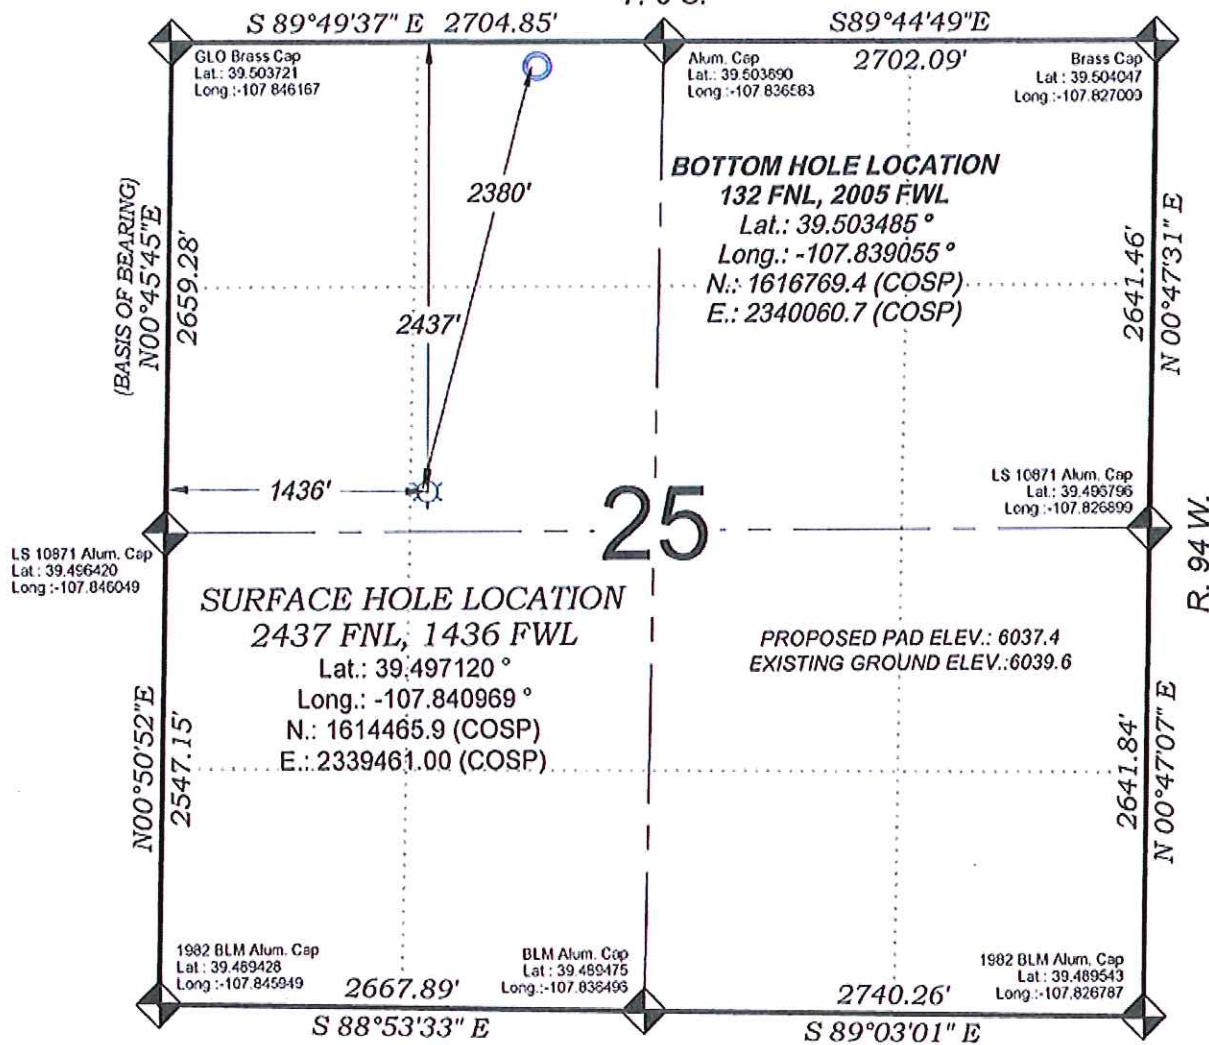 S 89°49'37" E 2704.85'
S89°44'49"E
2702.09'
GLO Brass Cap
Lat.: 39.503721
Long :-107 846167
Alum. Cap
Lat.: 39.503890
Long :-107 836583
Brass Cap
Lat : 39.504047
Long :-107.827009
BOTTOM HOLE LOCATION
132 FNL, 2005 FWL
Lat.: 39.503485 °
Long.: -107.839055 °
N.: 1616769.4 (COSP)
E.: 2340060.7 (COSP)
2380'
2437'
1436'
(BASIS OF BEARING)
N00°45'45"E
2659.28'
2641.46'
N 00°47'31" E
LS 10871 Alum. Cap
Lat.: 39.496796
Long :-107.826899
25
R. 94 W.
LS 10871 Alum. Cap
Lat : 39.496420
Long :-107.846049
SURFACE HOLE LOCATION
2437 FNL, 1436 FWL
Lat.: 39.497120 °
Long.: -107.840969 °
N.: 1614465.9 (COSP)
E.: 2339461.00 (COSP)
PROPOSED PAD ELEV.: 6037.4
EXISTING GROUND ELEV.:6039.6
N00°50'52"E
2547.15'
2641.84'
N 00°47'07" E
1982 BLM Alum. Cap
Lat : 39.489428
Long :-107.845949
BLM Alum. Cap
Lat : 39.489475
Long :-107.836496
1982 BLM Alum. Cap
Lat : 39.489543
Long :-107.826787
2667.89'
S 88°53'33" E
2740.26'
S 89°03'01" E